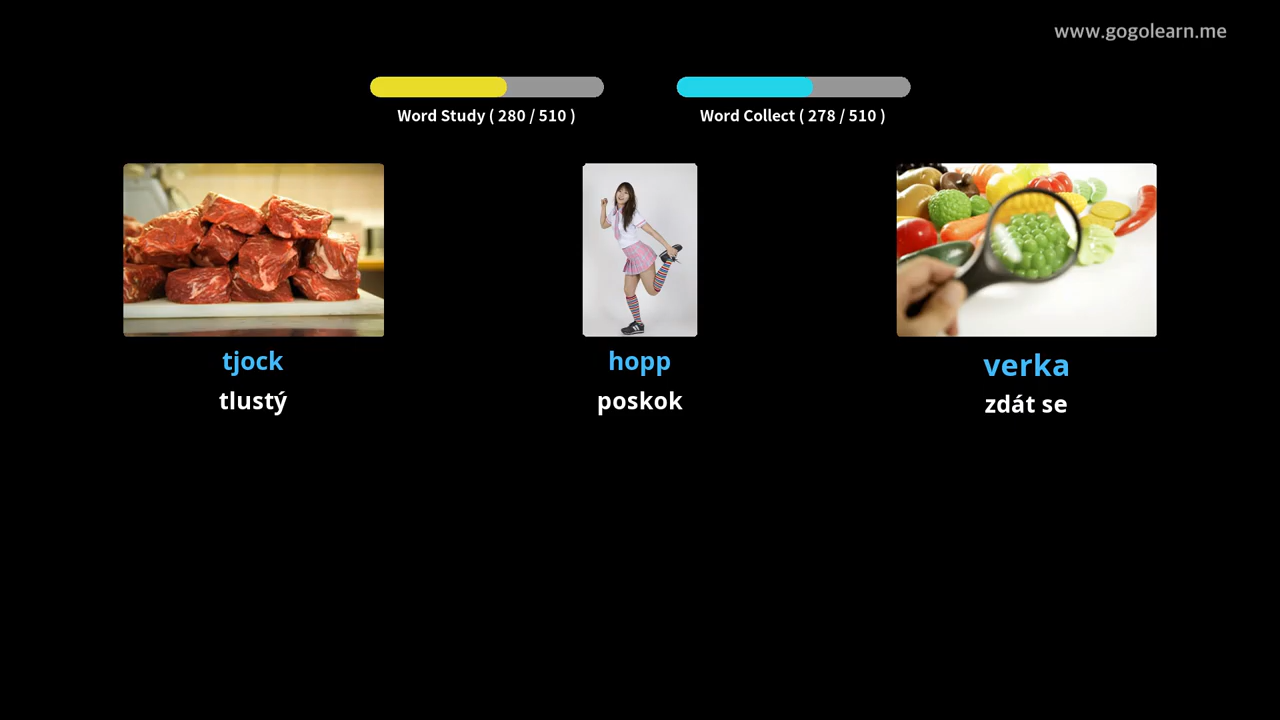 www.gogolearn.me
Word Study ( 280 / 510 )
Word Collect ( 278 / 510 )
tjock
tlustý
hopp
poskok
verka
zdát se